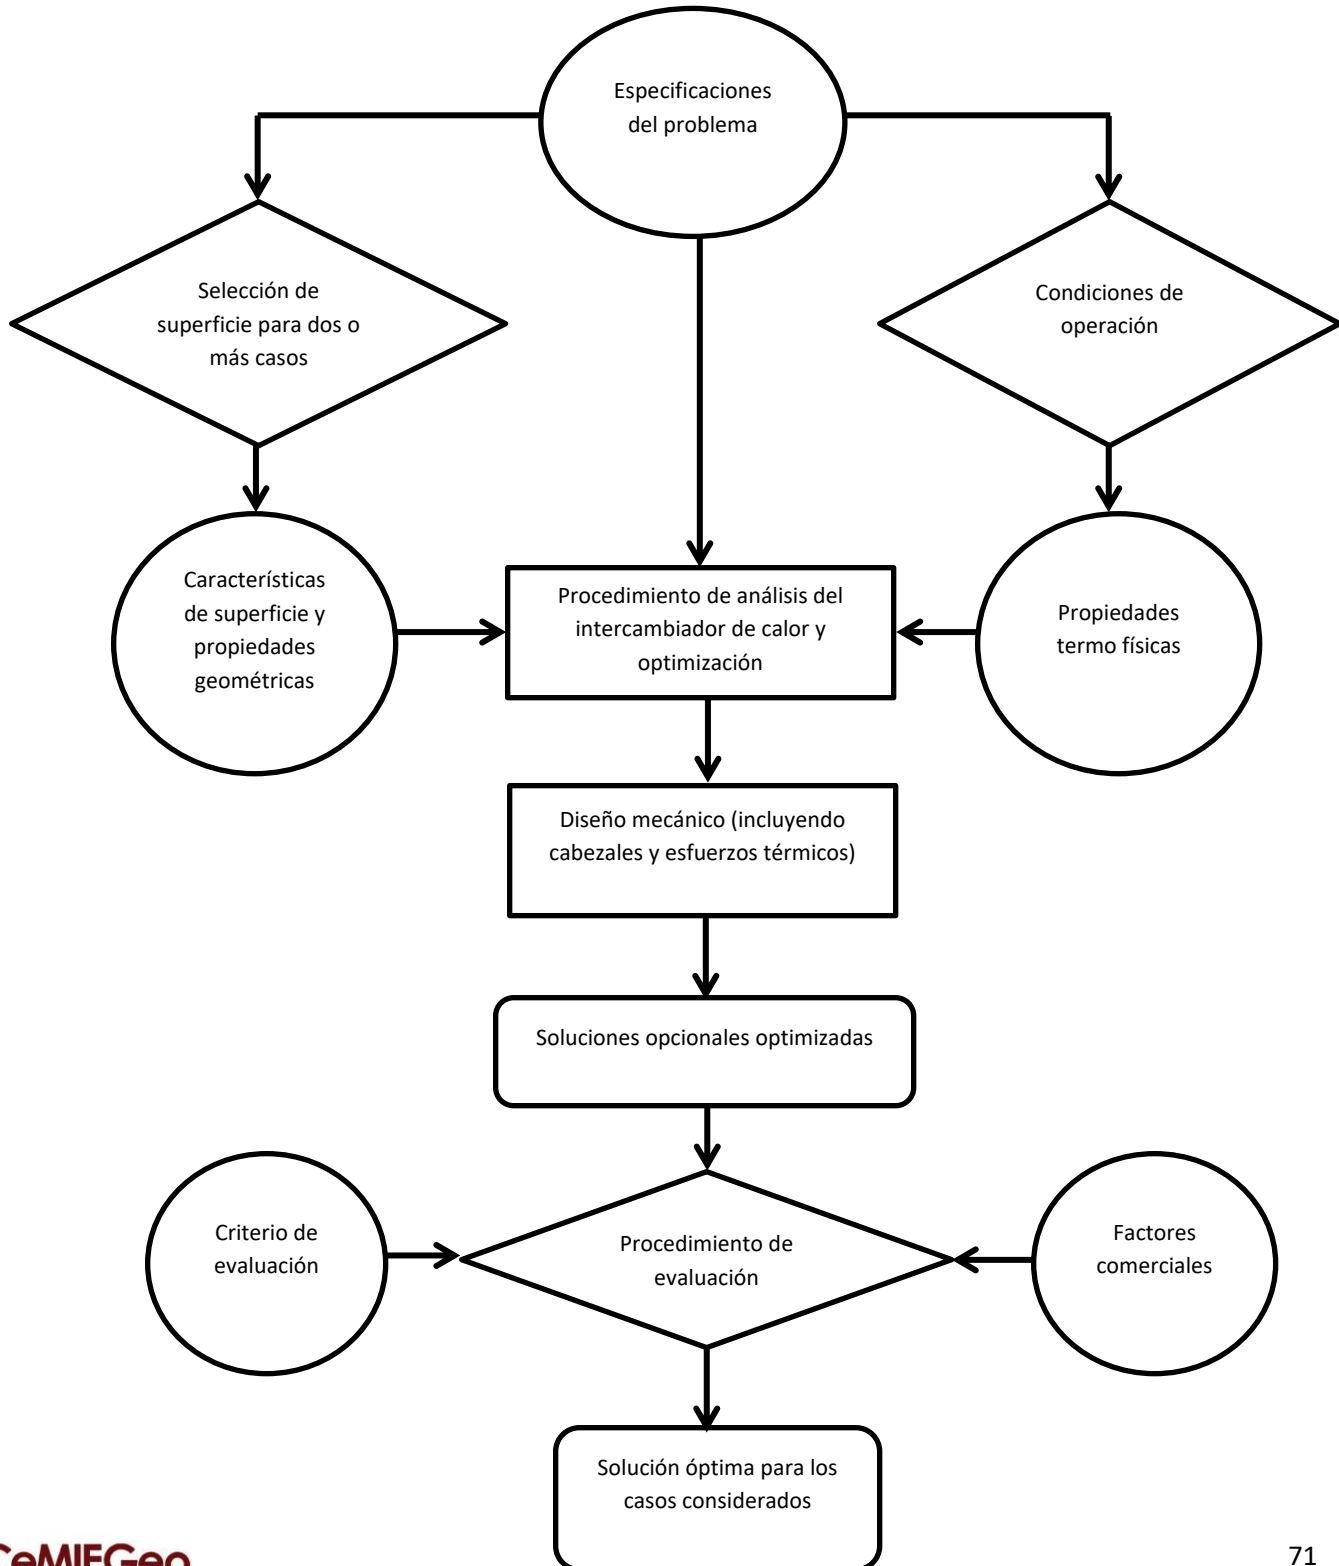 Especificaciones
del problema
Selección de
superficie para dos o
más casos
Condiciones de
operación
Características
de superficie y
propiedades
geométricas
Procedimiento de análisis del
intercambiador de calor y
optimización
Propiedades
termo físicas
Diseño mecánico (incluyendo
cabezales y esfuerzos térmicos)
Soluciones opcionales optimizadas
Criterio de
evaluación
Procedimiento de
evaluación
Factores
comerciales
Solución óptima para los
casos considerados
CeMIEGeo
71